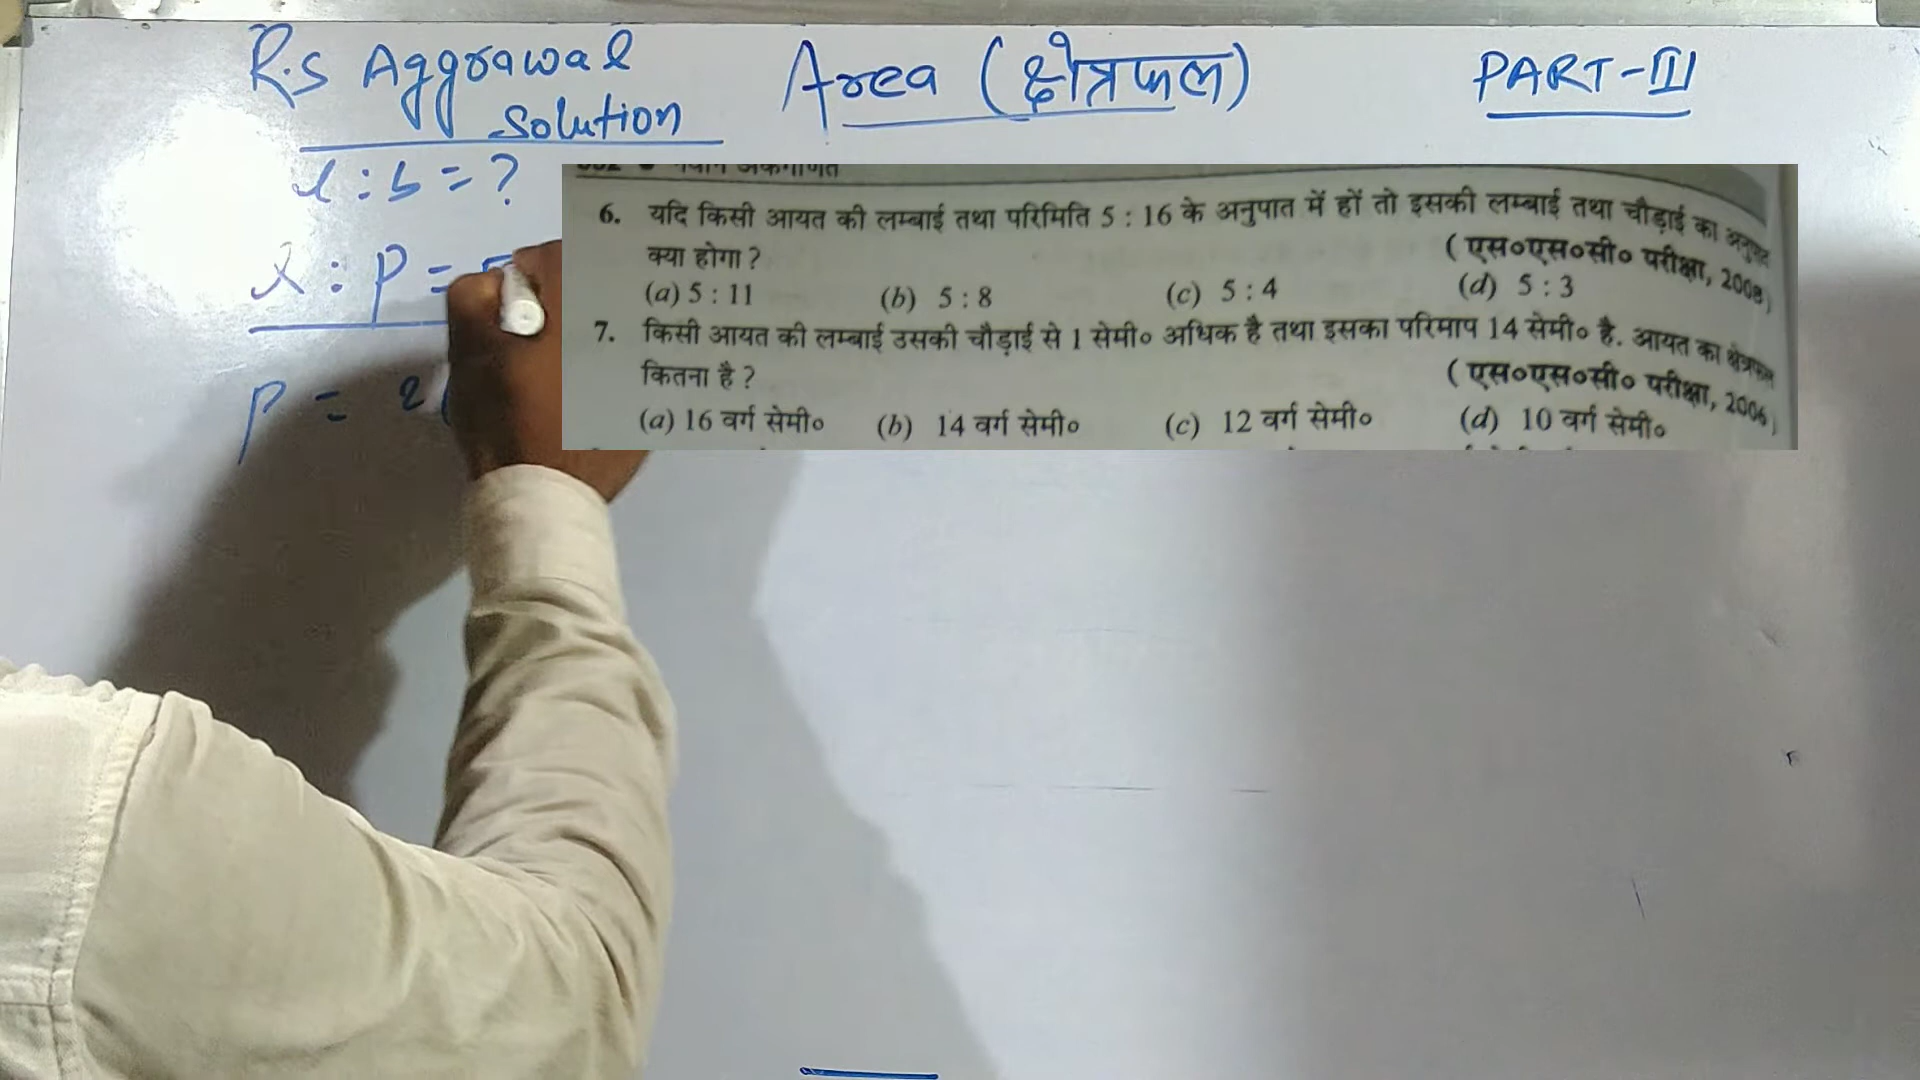 R.S Aggrawal
Solution
Area (क्षेत्रफल)
PART-III
l : b = ?
l : p = 5
p = 2(
6. यदि किसी आयत की लम्बाई तथा परिमिति 5 : 16 के अनुपात में हों तो इसकी लम्बाई तथा चौड़ाई का अनुपात
क्या होगा ? (एस०एस०सी० परीक्षा, 2008)
(a) 5 : 11 (b) 5 : 8 (c) 5 : 4 (d) 5 : 3
7. किसी आयत की लम्बाई उसकी चौड़ाई से 1 सेमी० अधिक है तथा इसका परिमाप 14 सेमी० है. आयत का क्षेत्रफल
कितना है ? (एस०एस०सी० परीक्षा, 2006)
(a) 16 वर्ग सेमी० (b) 14 वर्ग सेमी० (c) 12 वर्ग सेमी० (d) 10 वर्ग सेमी०